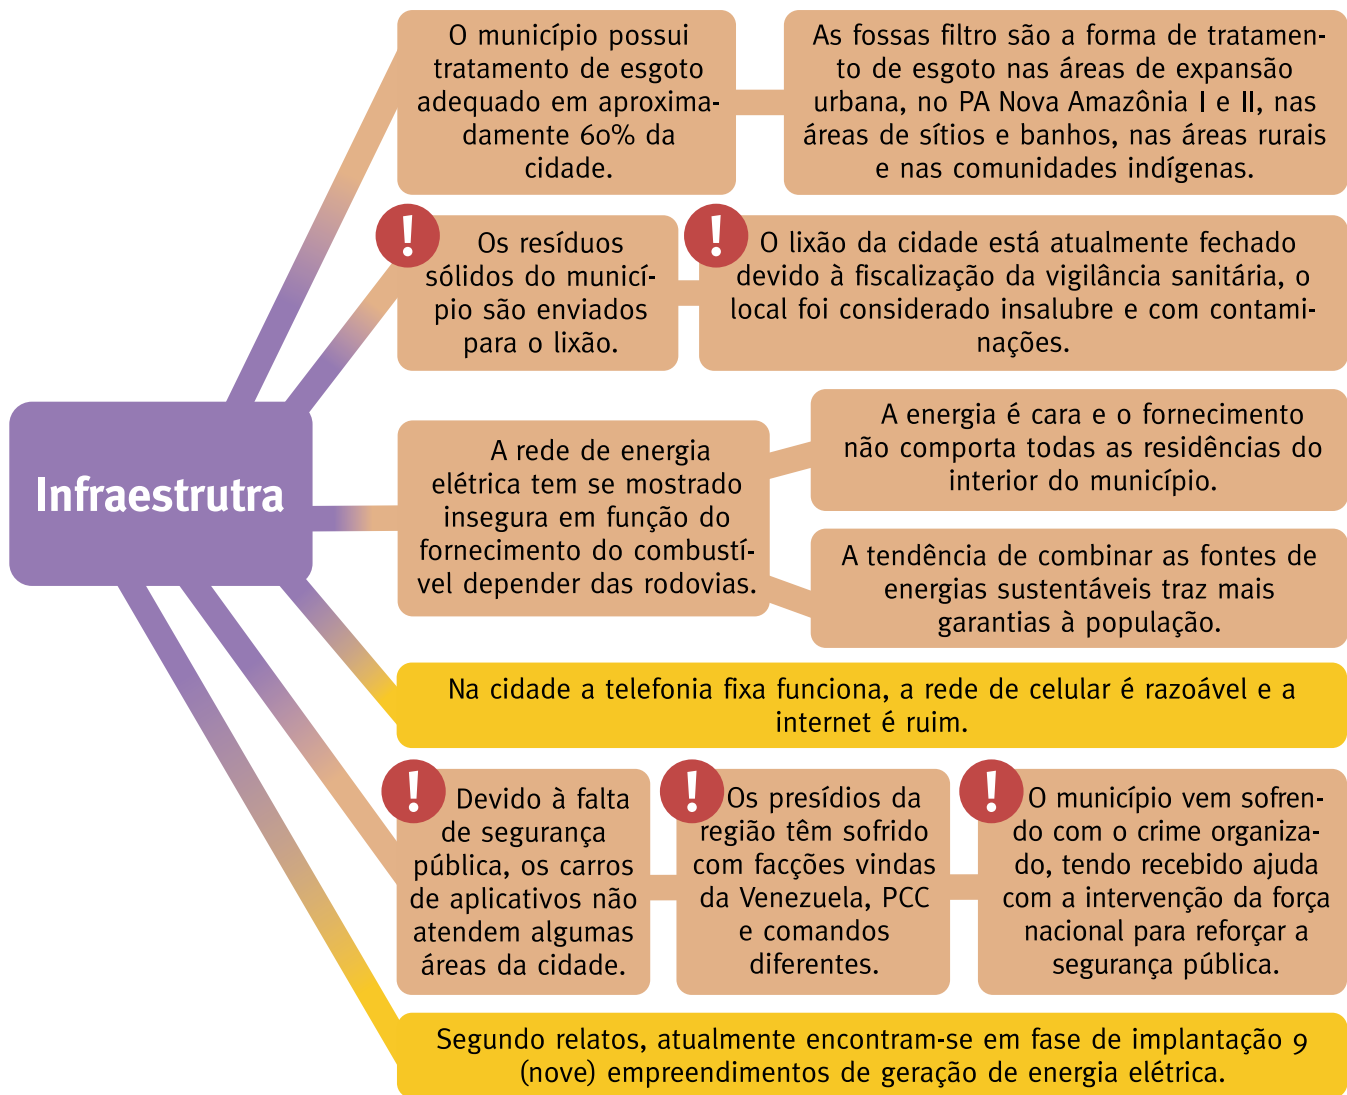 O município possui
tratamento de esgoto
adequado em aproxima-
damente 60% da
cidade.
As fossas filtro são a forma de tratamen-
to de esgoto nas áreas de expansão
urbana, no PA Nova Amazônia I e II, nas
áreas de sítios e banhos, nas áreas rurais
e nas comunidades indígenas.
!
Os resíduos
sólidos do municí-
pio são enviados
para o lixão.
!
O lixão da cidade está atualmente fechado
devido à fiscalização da vigilância sanitária, o
local foi considerado insalubre e com contami-
nações.
Infraestrutra
A rede de energia
elétrica tem se mostrado
insegura em função do
fornecimento do combustí-
vel depender das rodovias.
A energia é cara e o fornecimento
não comporta todas as residências do
interior do município.
A tendência de combinar as fontes de
energias sustentáveis traz mais
garantias à população.
Na cidade a telefonia fixa funciona, a rede de celular é razoável e a
internet é ruim.
!
Devido à falta
de segurança
pública, os carros
de aplicativos não
atendem algumas
áreas da cidade.
!
Os presídios da
região têm sofrido
com facções vindas
da Venezuela, PCC
e comandos
diferentes.
!
O município vem sofren-
do com o crime organiza-
do, tendo recebido ajuda
com a intervenção da força
nacional para reforçar a
segurança pública.
Segundo relatos, atualmente encontram-se em fase de implantação 9
(nove) empreendimentos de geração de energia elétrica.